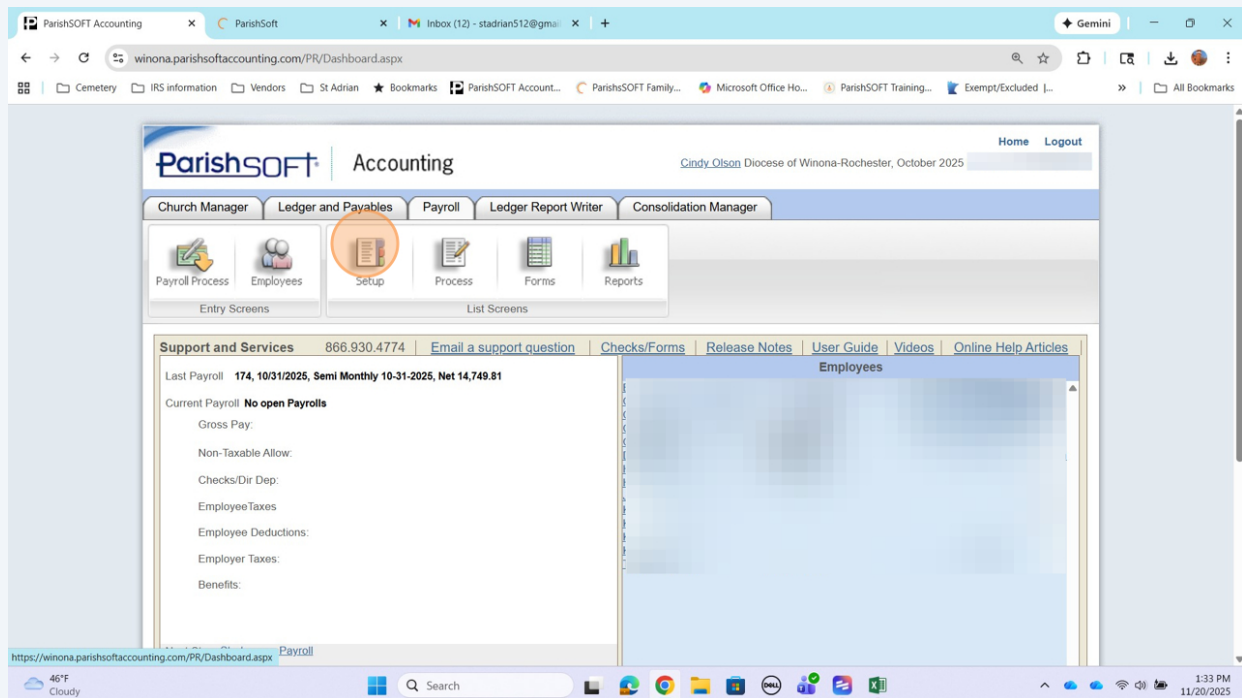 ParishSOFT Accounting
ParishSoft
Inbox (12) - stadrian512@gmai
Gemini
winona.parishsoftaccounting.com/PR/Dashboard.aspx
Cemetery
IRS information
Vendors
St Adrian
Bookmarks
ParishSOFT Account...
ParishsSOFT Family...
Microsoft Office Ho...
ParishSOFT Training...
Exempt/Excluded |...
All Bookmarks
Home Logout
ParishSOFT Accounting
Cindy Olson Diocese of Winona-Rochester, October 2025
Church Manager
Ledger and Payables
Payroll
Ledger Report Writer
Consolidation Manager
Payroll Process
Employees
Setup
Process
Forms
Reports
Entry Screens
List Screens
Support and Services 866.930.4774 Email a support question Checks/Forms Release Notes User Guide Videos Online Help Articles
Employees
Last Payroll 174, 10/31/2025, Semi Monthly 10-31-2025, Net 14,749.81
Current Payroll No open Payrolls
Gross Pay:
Non-Taxable Allow:
Checks/Dir Dep:
EmployeeTaxes
Employee Deductions:
Employer Taxes:
Benefits:
Payroll
https://winona.parishsoftaccounting.com/PR/Dashboard.aspx
46°F
Cloudy
Search
DELL
1:33 PM
11/20/2025